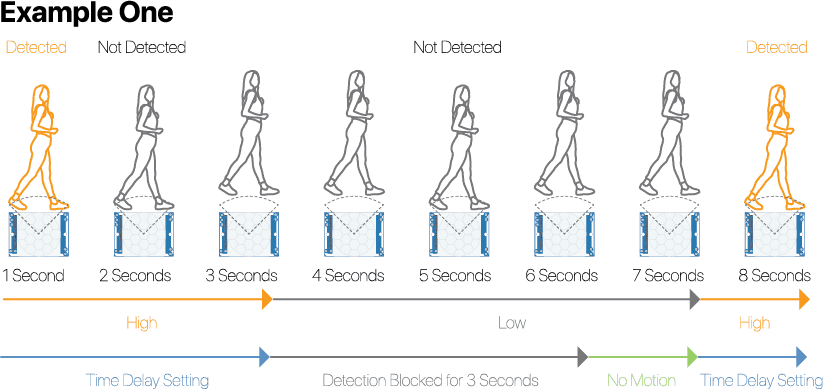 Example One
Detected Not Detected Not Detected Detected
1 Second 2 Seconds 3 Seconds 4 Seconds 5 Seconds 6 Seconds 7 Seconds 8 Seconds
High Low High
Time Delay Setting Detection Blocked for 3 Seconds No Motion Time Delay Setting